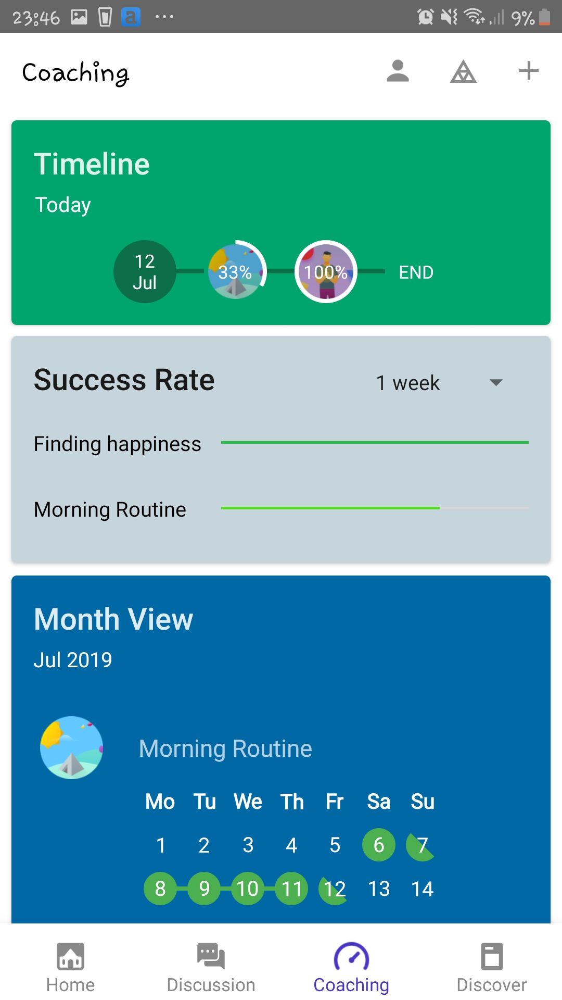 23:46 a ... 9%
Coaching
Timeline
Today
12 Jul 33% 100% END
Success Rate 1 week
Finding happiness
Morning Routine
Month View
Jul 2019
Morning Routine
Mo Tu We Th Fr Sa Su
1 2 3 4 5 6 7
8 9 10 11 12 13 14
Home Discussion Coaching Discover